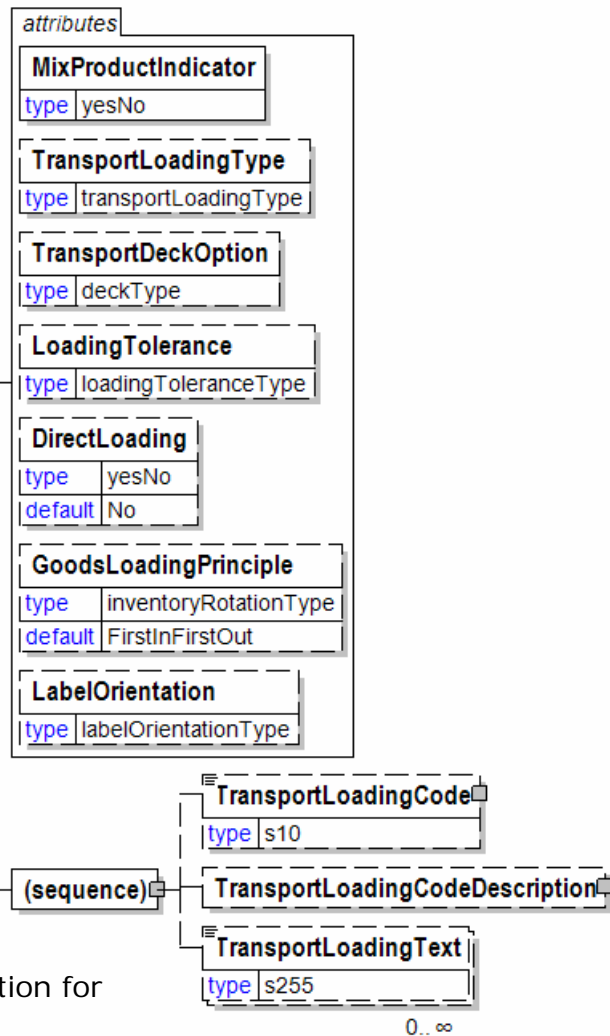 attributes
MixProductIndicator
type yesNo
TransportLoadingType
type transportLoadingType
TransportDeckOption
type deckType
LoadingTolerance
type loadingToleranceType
DirectLoading
type yesNo
default No
GoodsLoadingPrinciple
type inventoryRotationType
default FirstInFirstOut
LabelOrientation
type labelOrientationType
TransportLoadingCode
type s10
(sequence)
TransportLoadingCodeDescription
TransportLoadingText
type s255
tion for
0..∞